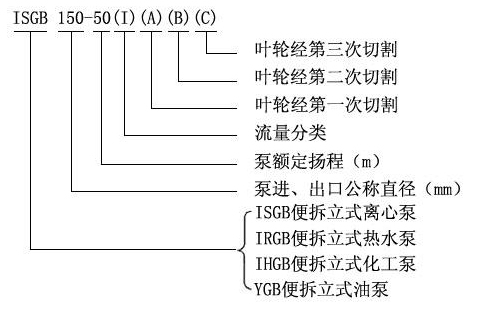 ISGB 150-50(I)(A)(B)(C)
叶轮经第三次切割
叶轮经第二次切割
叶轮经第一次切割
流量分类
泵额定扬程（m）
泵进、出口公称直径（mm）
ISGB便拆立式离心泵
IRGB便拆立式热水泵
IHGB便拆立式化工泵
YGB便拆立式油泵